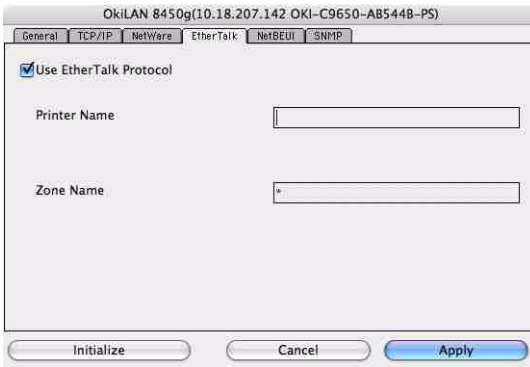 OkiLAN 8450g(10.18.207.142 OKI-C9650-AB544B-PS)
General TCP/IP NetWare EtherTalk NetBEUI SNMP
Use EtherTalk Protocol
Printer Name
Zone Name *
Initialize Cancel Apply